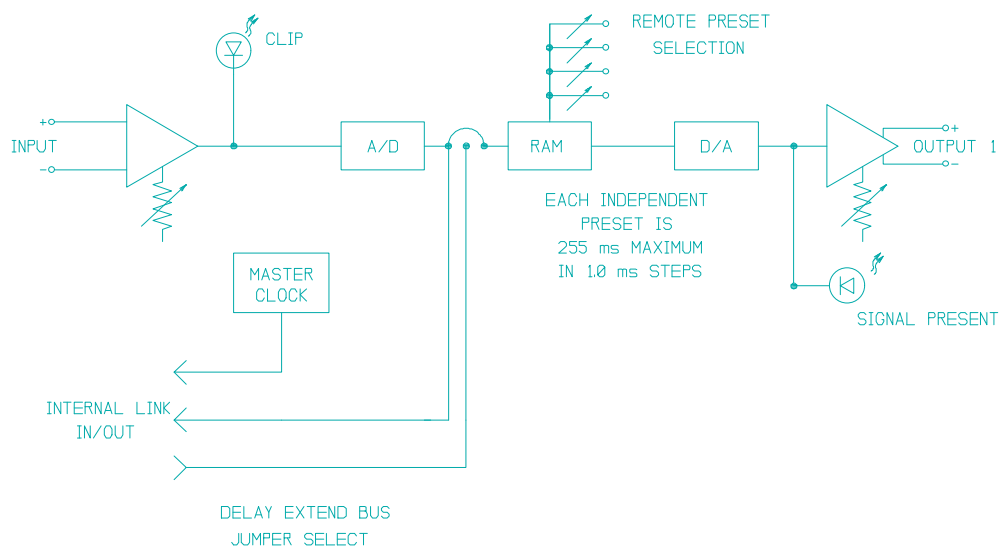 CLIP
REMOTE PRESET
SELECTION
+
INPUT
-
A/D
RAM
D/A
+
OUTPUT 1
-
EACH INDEPENDENT
PRESET IS
255 ms MAXIMUM
IN 1.0 ms STEPS
MASTER
CLOCK
SIGNAL PRESENT
INTERNAL LINK
IN/OUT
DELAY EXTEND BUS
JUMPER SELECT